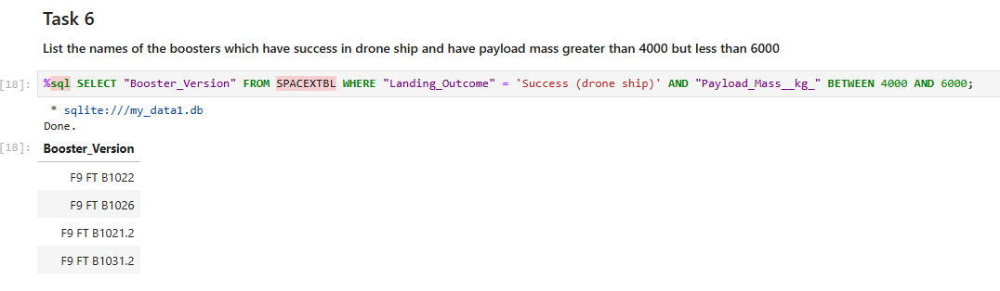 Task 6
List the names of the boosters which have success in drone ship and have payload mass greater than 4000 but less than 6000
[18]: %sql SELECT "Booster_Version" FROM SPACEXTBL WHERE "Landing_Outcome" = 'Success (drone ship)' AND "Payload_Mass__kg_" BETWEEN 4000 AND 6000;
* sqlite:///my_data1.db
Done.
[18]: Booster_Version
F9 FT B1022
F9 FT B1026
F9 FT B1021.2
F9 FT B1031.2